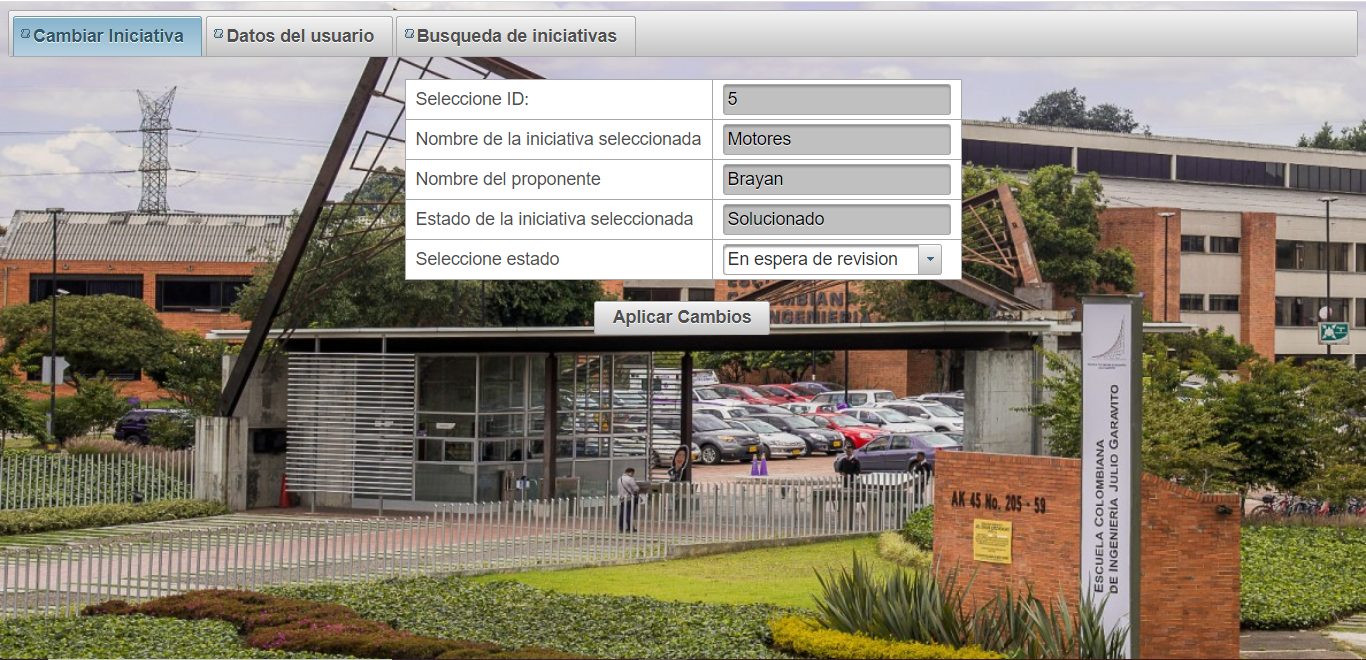 Cambiar Iniciativa
Datos del usuario
Busqueda de iniciativas
Seleccione ID:
5
Nombre de la iniciativa seleccionada
Motores
Nombre del proponente
Brayan
Estado de la iniciativa seleccionada
Solucionado
Seleccione estado
En espera de revision
Aplicar Cambios
COLOMBIANA
INGENIERÍA
AK 45 No. 205 - 59
ESCUELA COLOMBIANA
DE INGENIERÍA JULIO GARAVITO